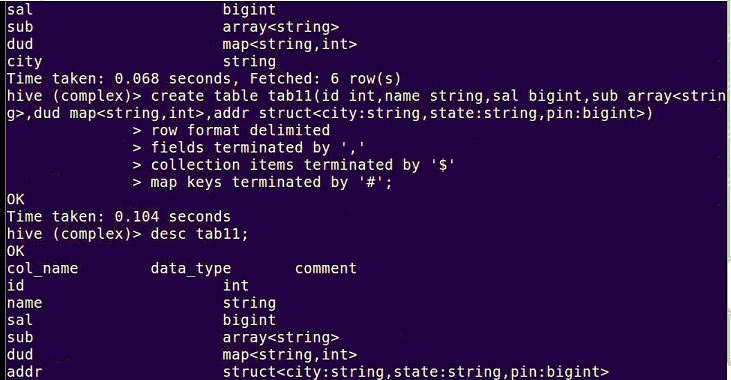 sal                     bigint
sub                     array<string>
dud                     map<string,int>
city                    string
Time taken: 0.068 seconds, Fetched: 6 row(s)
hive (complex)> create table tab11(id int,name string,sal bigint,sub array<strin
g>,dud map<string,int>,addr struct<city:string,state:string,pin:bigint>)
              > row format delimited
              > fields terminated by ','
              > collection items terminated by '$'
              > map keys terminated by '#';
OK
Time taken: 0.104 seconds
hive (complex)> desc tab11;
OK
col_name        data_type       comment
id                      int
name                    string
sal                     bigint
sub                     array<string>
dud                     map<string,int>
addr                    struct<city:string,state:string,pin:bigint>